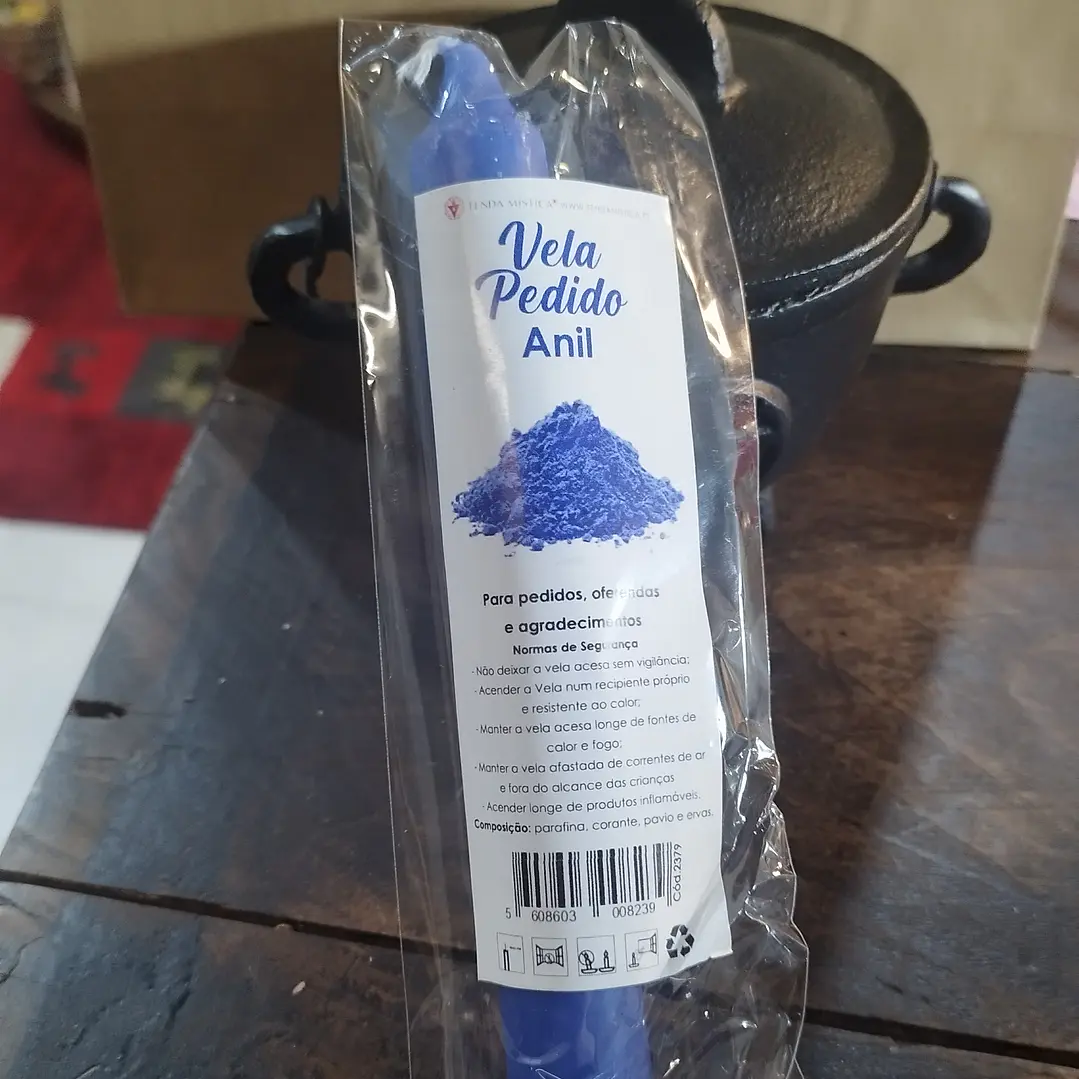 TENDA MISTICA
Vela
Pedido
Anil
Para pedidos, oferendas
e agradecimentos
Normas de Segurança
- Não deixar a vela acesa sem vigilância;
- Acender a Vela num recipiente próprio
e resistente ao calor;
- Manter a vela acesa longe de fontes de
calor e fogo;
- Manter a vela afastada de correntes de ar
e fora do alcance das crianças
- Acender longe de produtos inflamáveis.
Composição: parafina, corante, pavio e ervas.
Cód.2379
5 608603 008239